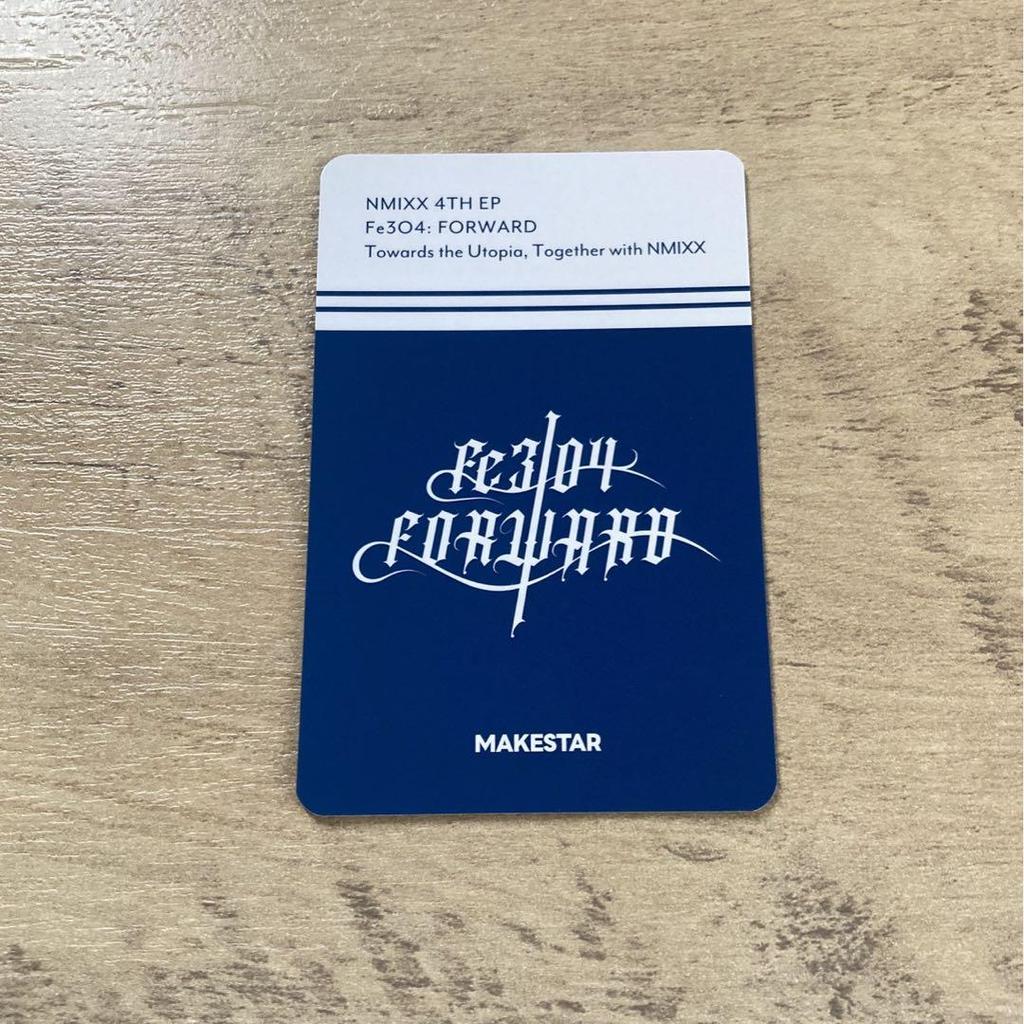 NMIXX 4TH EP
Fe3O4: FORWARD
Towards the Utopia, Together with NMIXX
Fe3O4
FORWARD
MAKESTAR